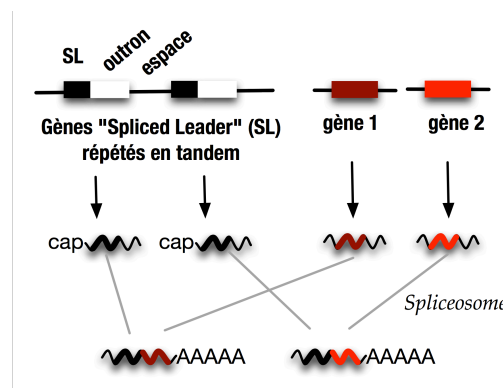 SL
outron
espace
Gènes "Spliced Leader" (SL)
répétés en tandem
gène 1
gène 2
cap
cap
Spliceosome
AAAAA
AAAAA